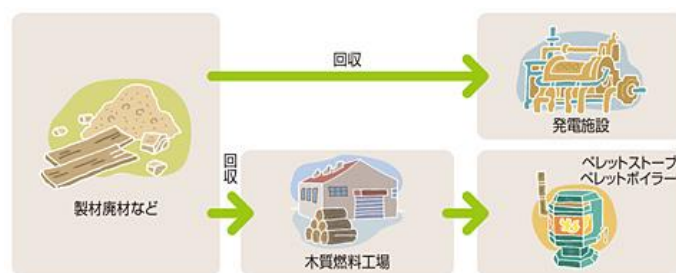 回収
発電施設
製材廃材など
回収
木質燃料工場
ペレットストーブ
ペレットボイラー